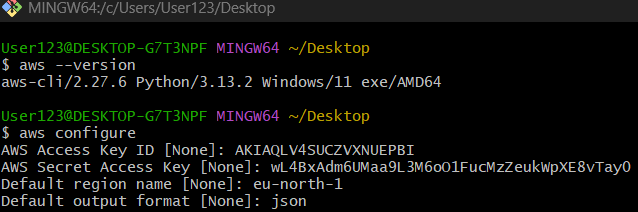 MINGW64:/c/Users/User123/Desktop
User123@DESKTOP-G7T3NPF MINGW64 ~/Desktop
$ aws --version
aws-cli/2.27.6 Python/3.13.2 Windows/11 exe/AMD64
User123@DESKTOP-G7T3NPF MINGW64 ~/Desktop
$ aws configure
AWS Access Key ID [None]: AKIAQLV4SUCZVXNUEPBI
AWS Secret Access Key [None]: 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
Default region name [None]: eu-north-1
Default output format [None]: json